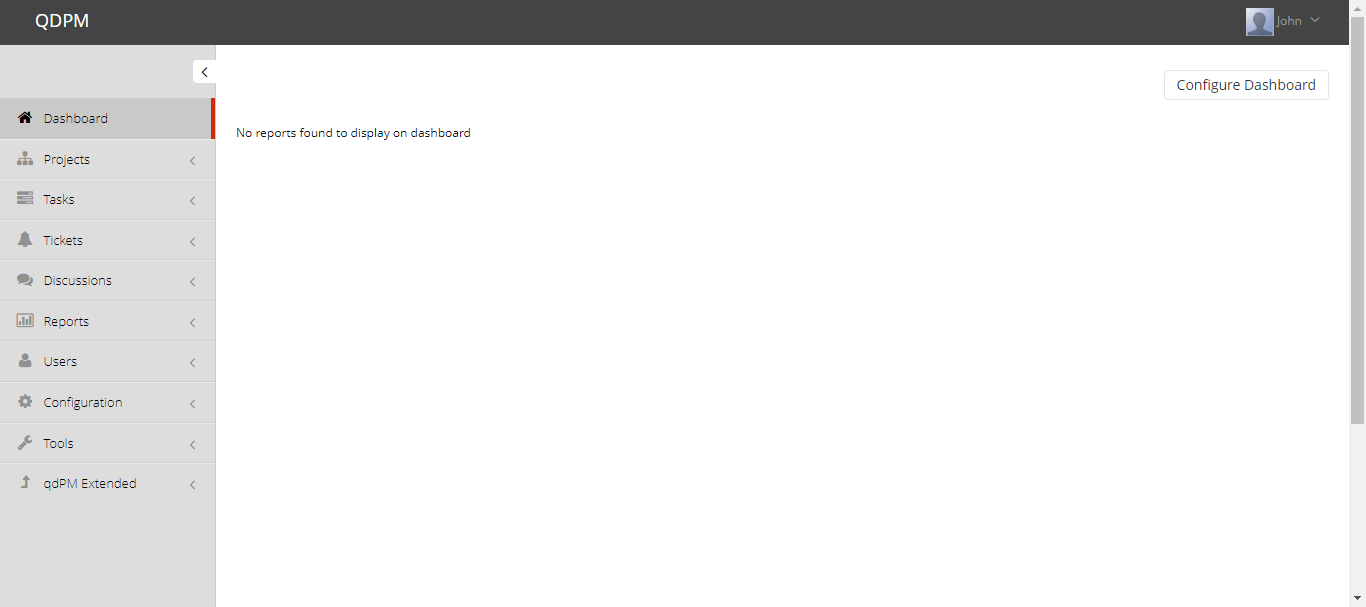 QDPM
John
Configure Dashboard
Dashboard
No reports found to display on dashboard
Projects
Tasks
Tickets
Discussions
Reports
Users
Configuration
Tools
qdPM Extended